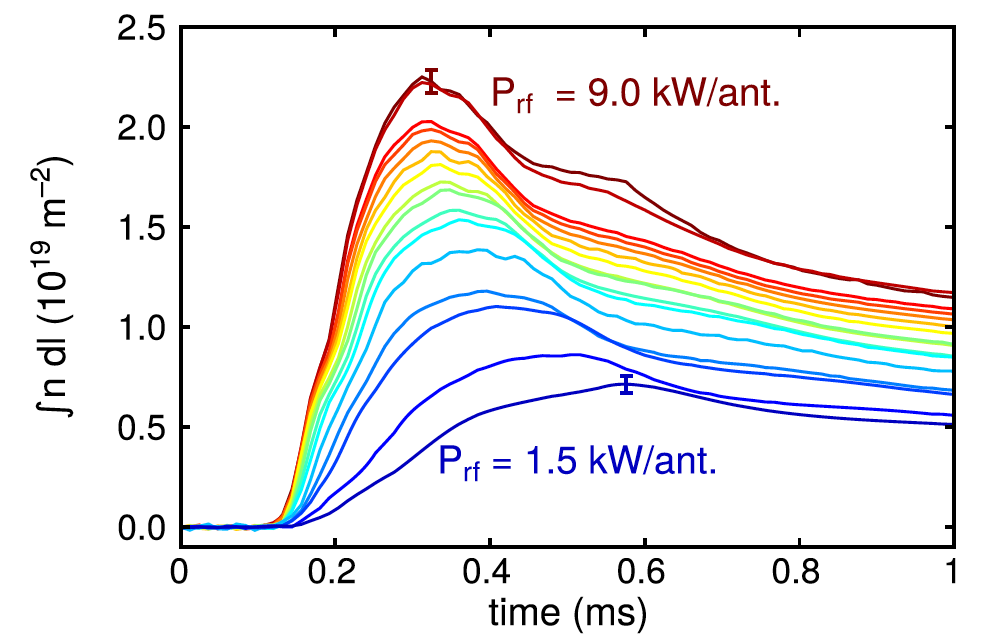 2.5
2.0
1.5
1.0
0.5
0.0
∫n dl (10¹⁹ m⁻²)
P_rf = 9.0 kW/ant.
P_rf = 1.5 kW/ant.
0 0.2 0.4 0.6 0.8 1
time (ms)